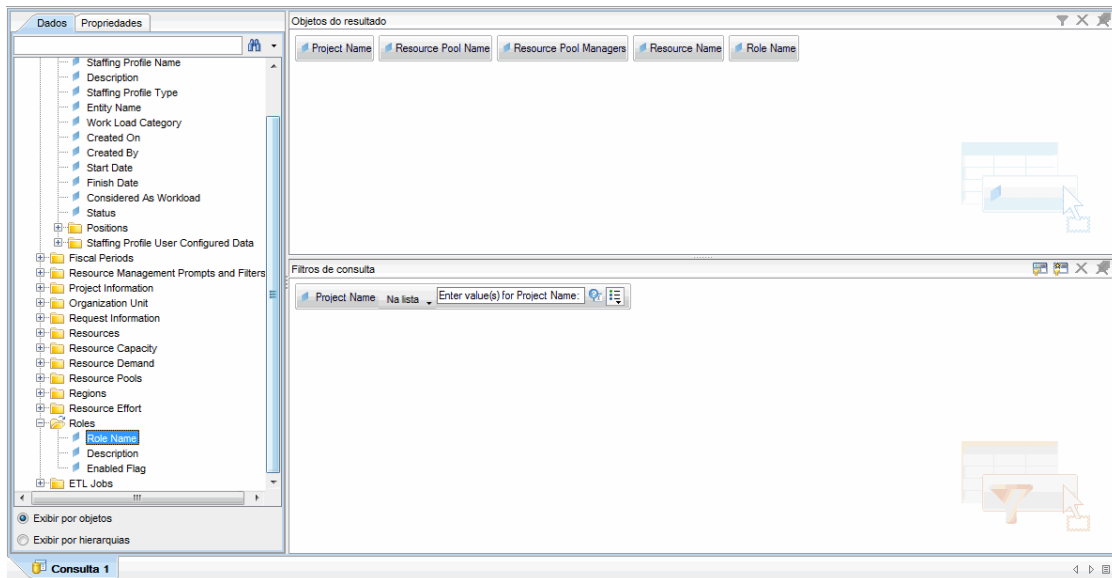 Dados
Propriedades
Staffing Profile Name
Description
Staffing Profile Type
Entity Name
Work Load Category
Created On
Created By
Start Date
Finish Date
Considered As Workload
Status
Positions
Staffing Profile User Configured Data
Fiscal Periods
Resource Management Prompts and Filters
Project Information
Organization Unit
Request Information
Resources
Resource Capacity
Resource Demand
Resource Pools
Regions
Resource Effort
Roles
Role Name
Description
Enabled Flag
ETL Jobs
Exibir por objetos
Exibir por hierarquias
Objetos do resultado
Project Name
Resource Pool Name
Resource Pool Managers
Resource Name
Role Name
Filtros de consulta
Project Name Na lista Enter value(s) for Project Name:
Consulta 1